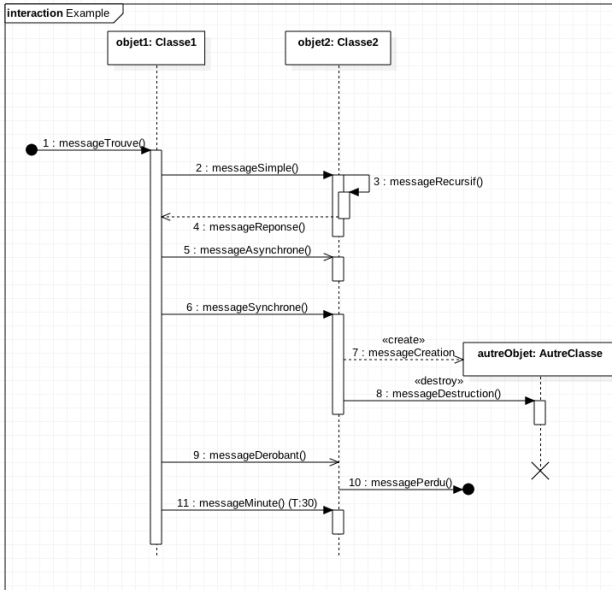 interaction Example
objet1: Classe1
objet2: Classe2
1 : messageTrouve()
2 : messageSimple()
3 : messageRecursif()
4 : messageReponse()
5 : messageAsynchrone()
6 : messageSynchrone()
«create»
7 : messageCreation
autreObjet: AutreClasse
«destroy»
8 : messageDestruction()
9 : messageDerobant()
10 : messagePerdu()
11 : messageMinute() (T:30)